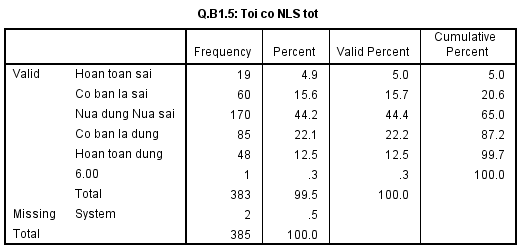 Q.B1.5: Toi co NLS tot
Frequency Percent Valid Percent Cumulative Percent
Valid Hoan toan sai 19 4.9 5.0 5.0
Co ban la sai 60 15.6 15.7 20.6
Nua dung Nua sai 170 44.2 44.4 65.0
Co ban la dung 85 22.1 22.2 87.2
Hoan toan dung 48 12.5 12.5 99.7
6.00 1 .3 .3 100.0
Total 383 99.5 100.0
Missing System 2 .5
Total 385 100.0